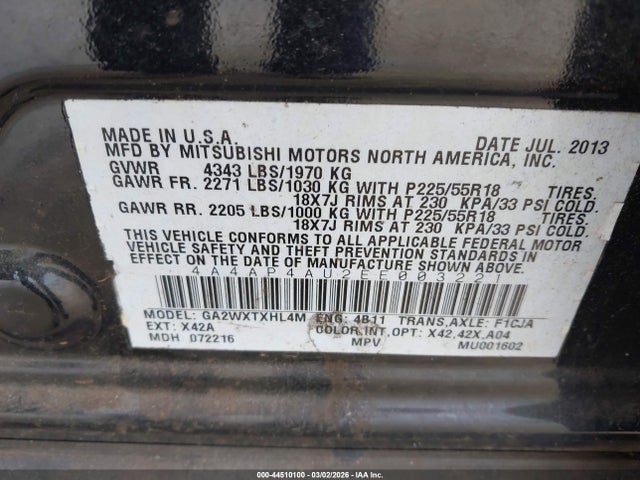 MADE IN U.S.A DATE JUL. 2013
MFD BY MITSUBISHI MOTORS NORTH AMERICA, INC.
GVWR 4343 LBS/1970 KG
GAWR FR. 2271 LBS/1030 KG WITH P225/55R18 TIRES,
18X7J RIMS AT 230 KPA/33 PSI COLD.
GAWR RR. 2205 LBS/1000 KG WITH P225/55R18 TIRES,
18X7J RIMS AT 230 KPA/33 PSI COLD.
THIS VEHICLE CONFORMS TO ALL APPLICABLE FEDERAL MOTOR
VEHICLE SAFETY AND THEFT PREVENTION STANDARDS IN
EFFECT ON THE DATE OF MANUFACTURE SHOWN ABOVE.
4A4AP4AU2EE003221
MODEL: GA2WXTXHL4M ENG: 4B11 TRANS,AXLE: F1CJA
EXT: X42A COLOR,INT,OPT: X42,42X,A04
MDH 072216 MPV MU001602
000-44510100 - 03/02/2026 - IAA Inc.